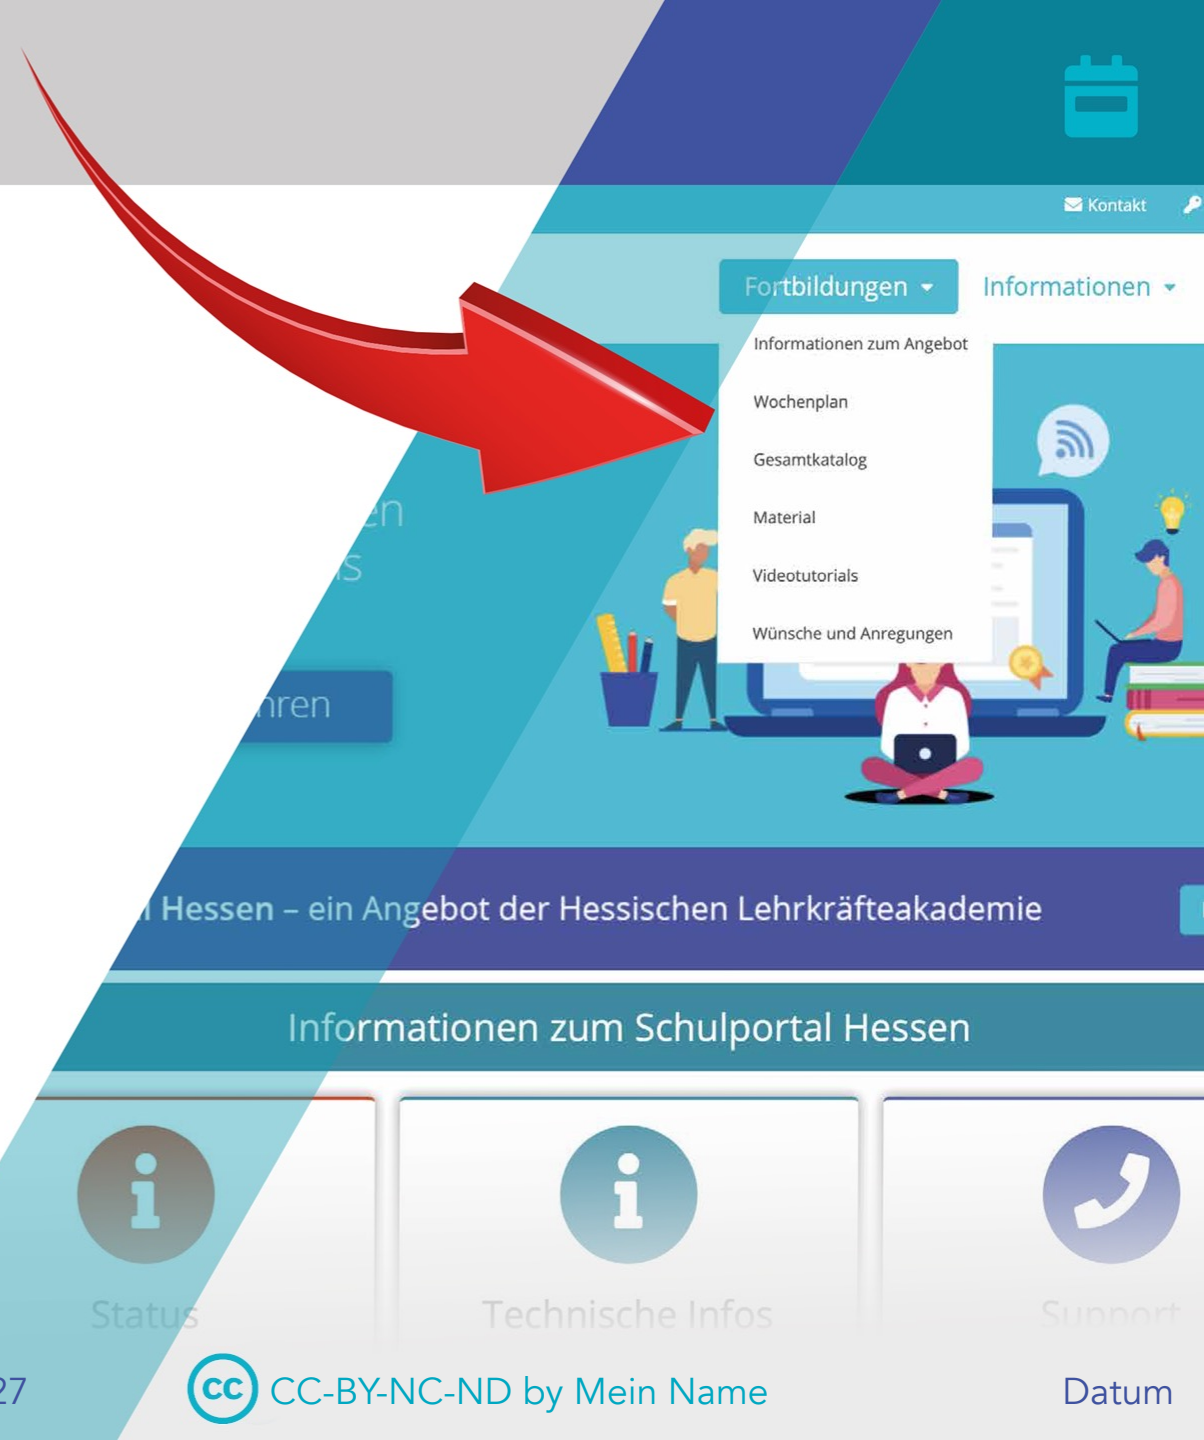 Kontakt
Fortbildungen
Informationen
Informationen zum Angebot
Wochenplan
Gesamtkatalog
Material
Videotutorials
Wünsche und Anregungen
Hessen – ein Angebot der Hessischen Lehrkräfteakademie
Informationen zum Schulportal Hessen
Status
Technische Infos
Support
27
cc CC-BY-NC-ND by Mein Name
Datum